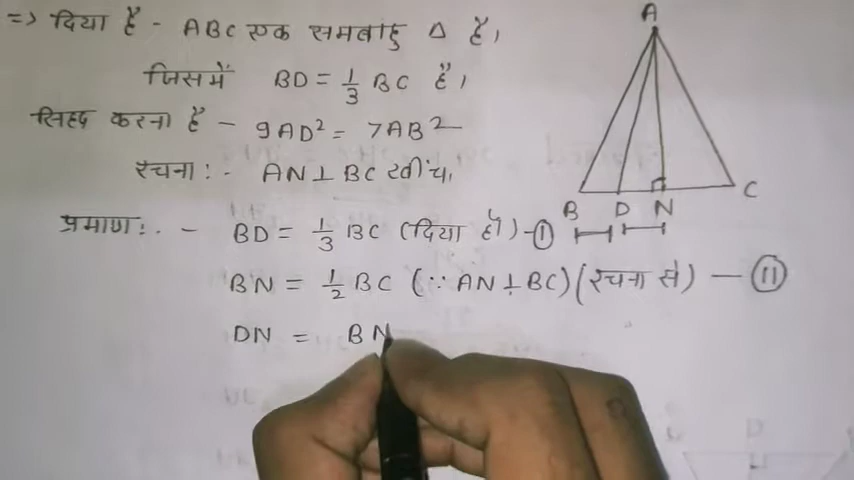 => दिया है - ABC एक समबाहु Δ है,
जिसमें BD = 1/3 BC है,
सिद्ध करना है - 9AD² = 7AB²
रचना :- AN ⊥ BC खींचा,
प्रमाण :- BD = 1/3 BC (दिया है) - (I)
BN = 1/2 BC (∵ AN ⊥ BC) (रचना से) — (II)
DN = BN
A
B D N C